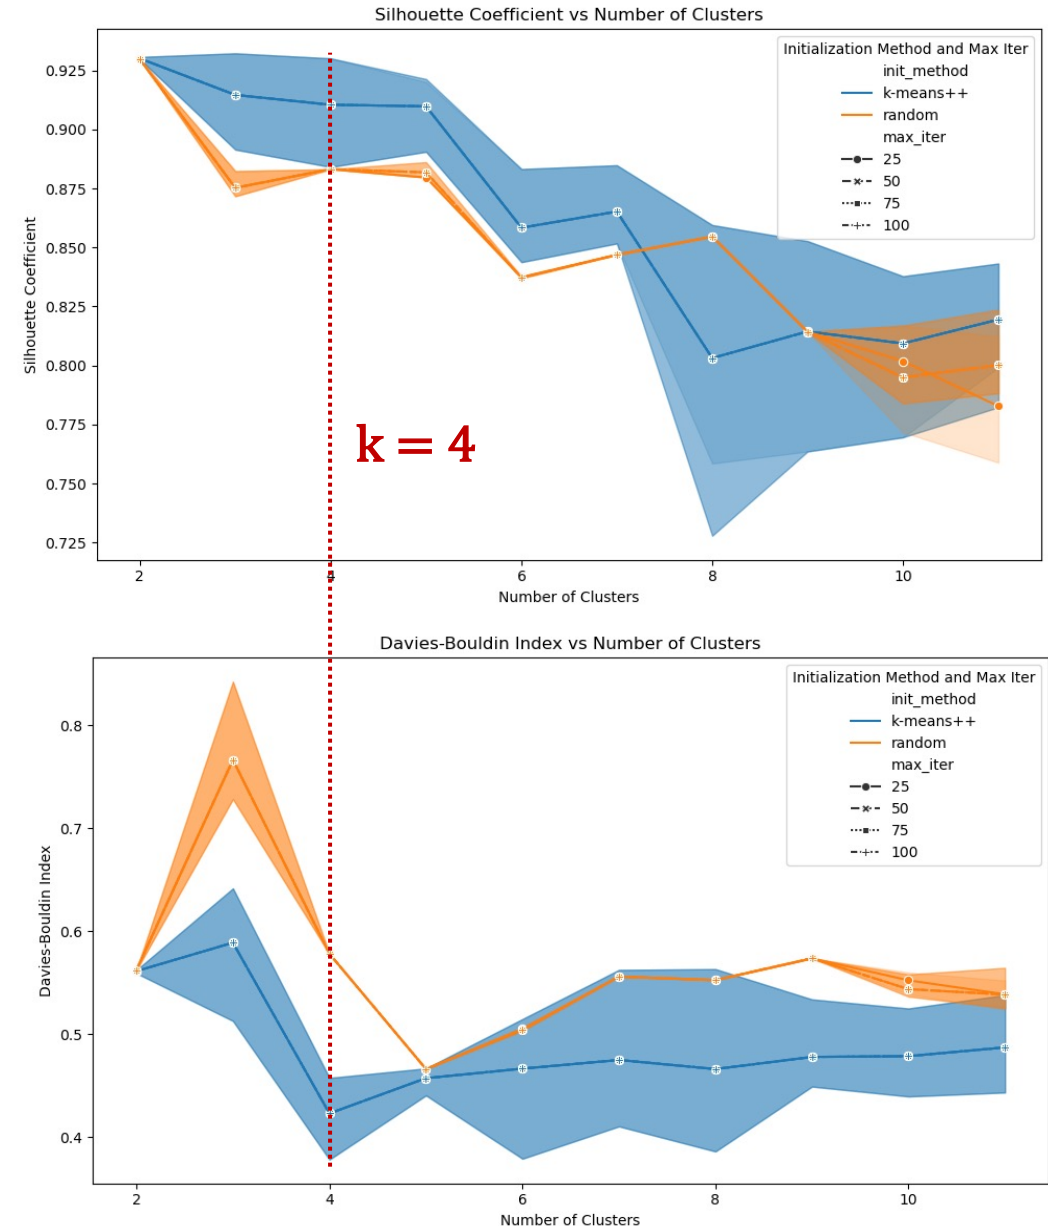 Silhouette Coefficient vs Number of Clusters
Initialization Method and Max Iter
init_method
k-means++
random
max_iter
25
50
75
100
0.925
0.900
0.875
0.850
0.825
0.800
0.775
0.750
0.725
Silhouette Coefficient
k = 4
2 4 6 8 10
Number of Clusters
Davies-Bouldin Index vs Number of Clusters
Initialization Method and Max Iter
init_method
k-means++
random
max_iter
25
50
75
100
0.8
0.7
0.6
0.5
0.4
Davies-Bouldin Index
2 4 6 8 10
Number of Clusters